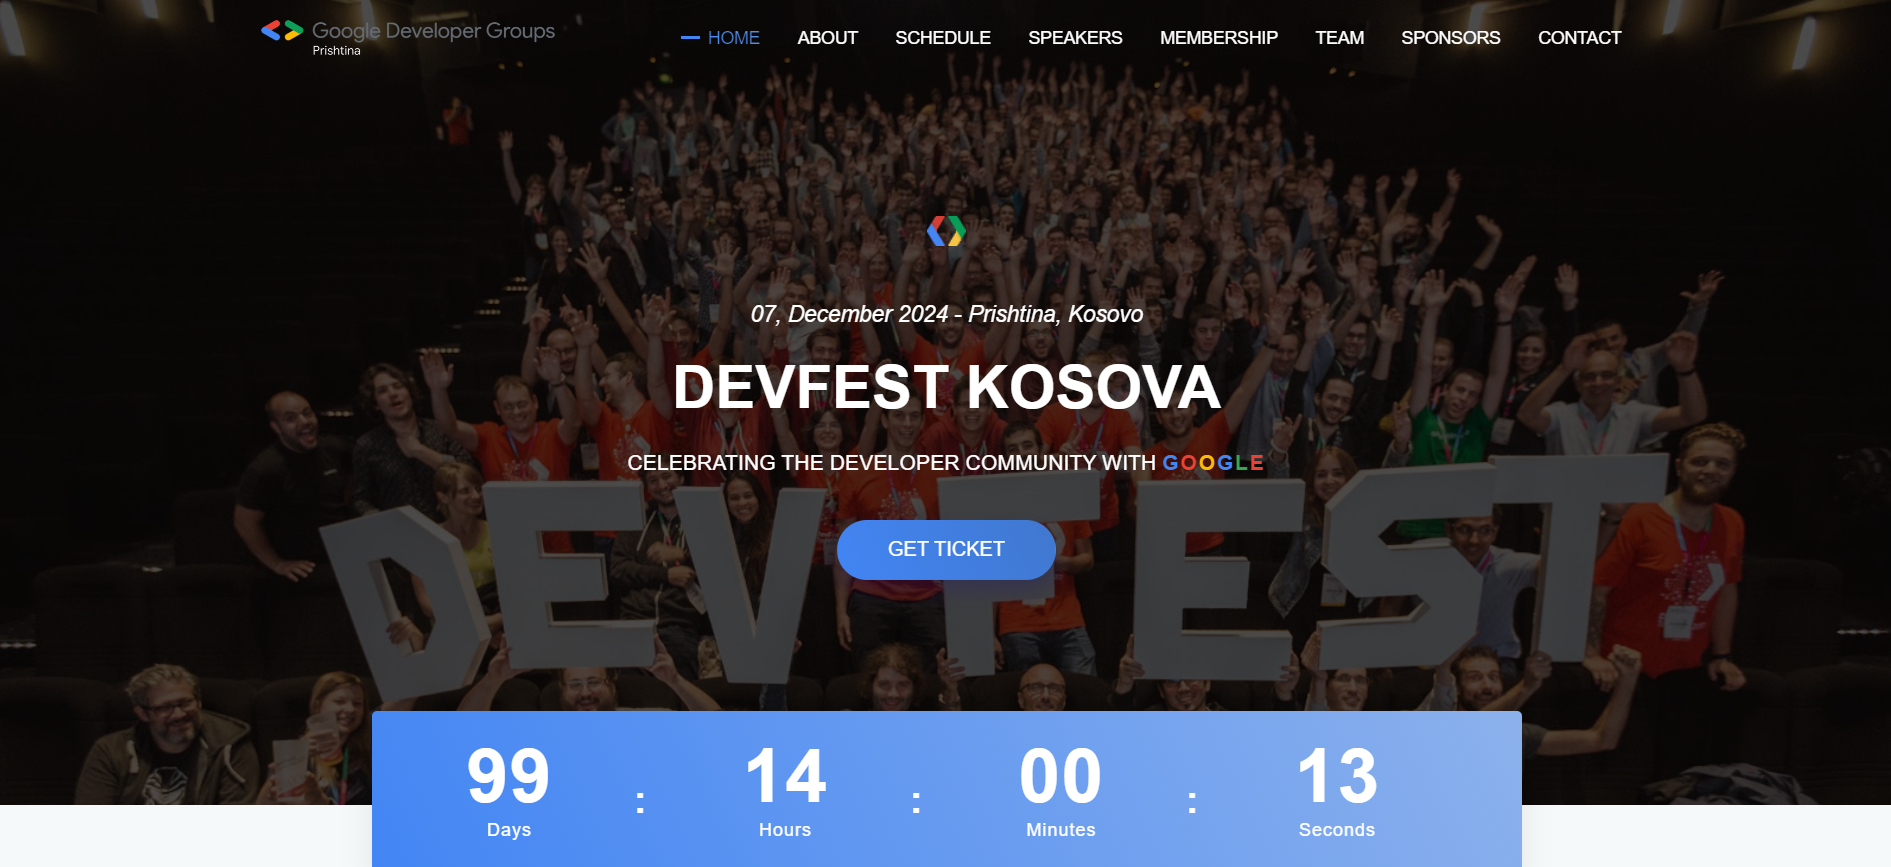 Google Developer Groups
Prishtina
HOME ABOUT SCHEDULE SPEAKERS MEMBERSHIP TEAM SPONSORS CONTACT
07, December 2024 - Prishtina, Kosovo
DEVFEST KOSOVA
CELEBRATING THE DEVELOPER COMMUNITY WITH GOOGLE
GET TICKET
DEVFEST
99 : 14 : 00 : 13
Days Hours Minutes Seconds